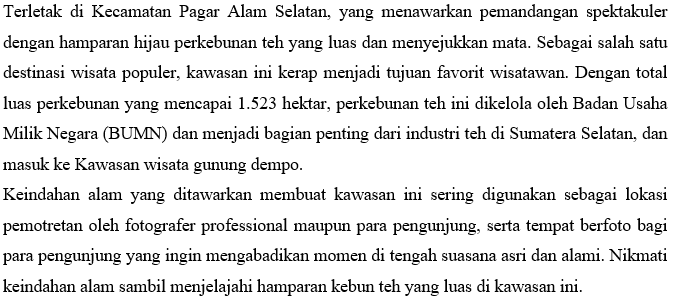 Terletak di Kecamatan Pagar Alam Selatan, yang menawarkan pemandangan spektakuler
dengan hamparan hijau perkebunan teh yang luas dan menyejukkan mata. Sebagai salah satu
destinasi wisata populer, kawasan ini kerap menjadi tujuan favorit wisatawan. Dengan total
luas perkebunan yang mencapai 1.523 hektar, perkebunan teh ini dikelola oleh Badan Usaha
Milik Negara (BUMN) dan menjadi bagian penting dari industri teh di Sumatera Selatan, dan
masuk ke Kawasan wisata gunung dempo.
Keindahan alam yang ditawarkan membuat kawasan ini sering digunakan sebagai lokasi
pemotretan oleh fotografer professional maupun para pengunjung, serta tempat berfoto bagi
para pengunjung yang ingin mengabadikan momen di tengah suasana asri dan alami. Nikmati
keindahan alam sambil menjelajahi hamparan kebun teh yang luas di kawasan ini.